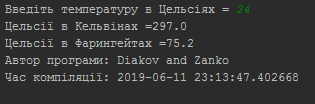 Введіть температуру в Цельсіях = 24
Цельсії в Кельвінах =297.0
Цельсії в Фарингейтах =75.2
Автор програми: Diakov and Zanko
Час компіляції: 2019-06-11 23:13:47.402668